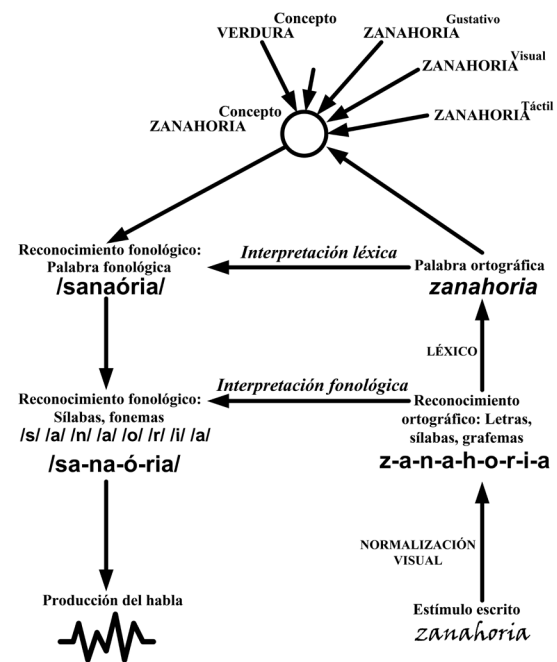 Concepto
VERDURA
Gustativo
ZANAHORIA
Visual
ZANAHORIA
Táctil
ZANAHORIA
Concepto
ZANAHORIA
Reconocimiento fonológico:
Palabra fonológica
/sanaória/
Interpretación léxica
Palabra ortográfica
zanahoria
LÉXICO
Reconocimiento fonológico:
Sílabas, fonemas
/s/ /a/ /n/ /a/ /o/ /r/ /i/ /a/
/sa-na-ó-ria/
Interpretación fonológica
Reconocimiento
ortográfico: Letras,
sílabas, grafemas
z-a-n-a-h-o-r-i-a
NORMALIZACIÓN
VISUAL
Producción del habla
Estímulo escrito
zanahoria